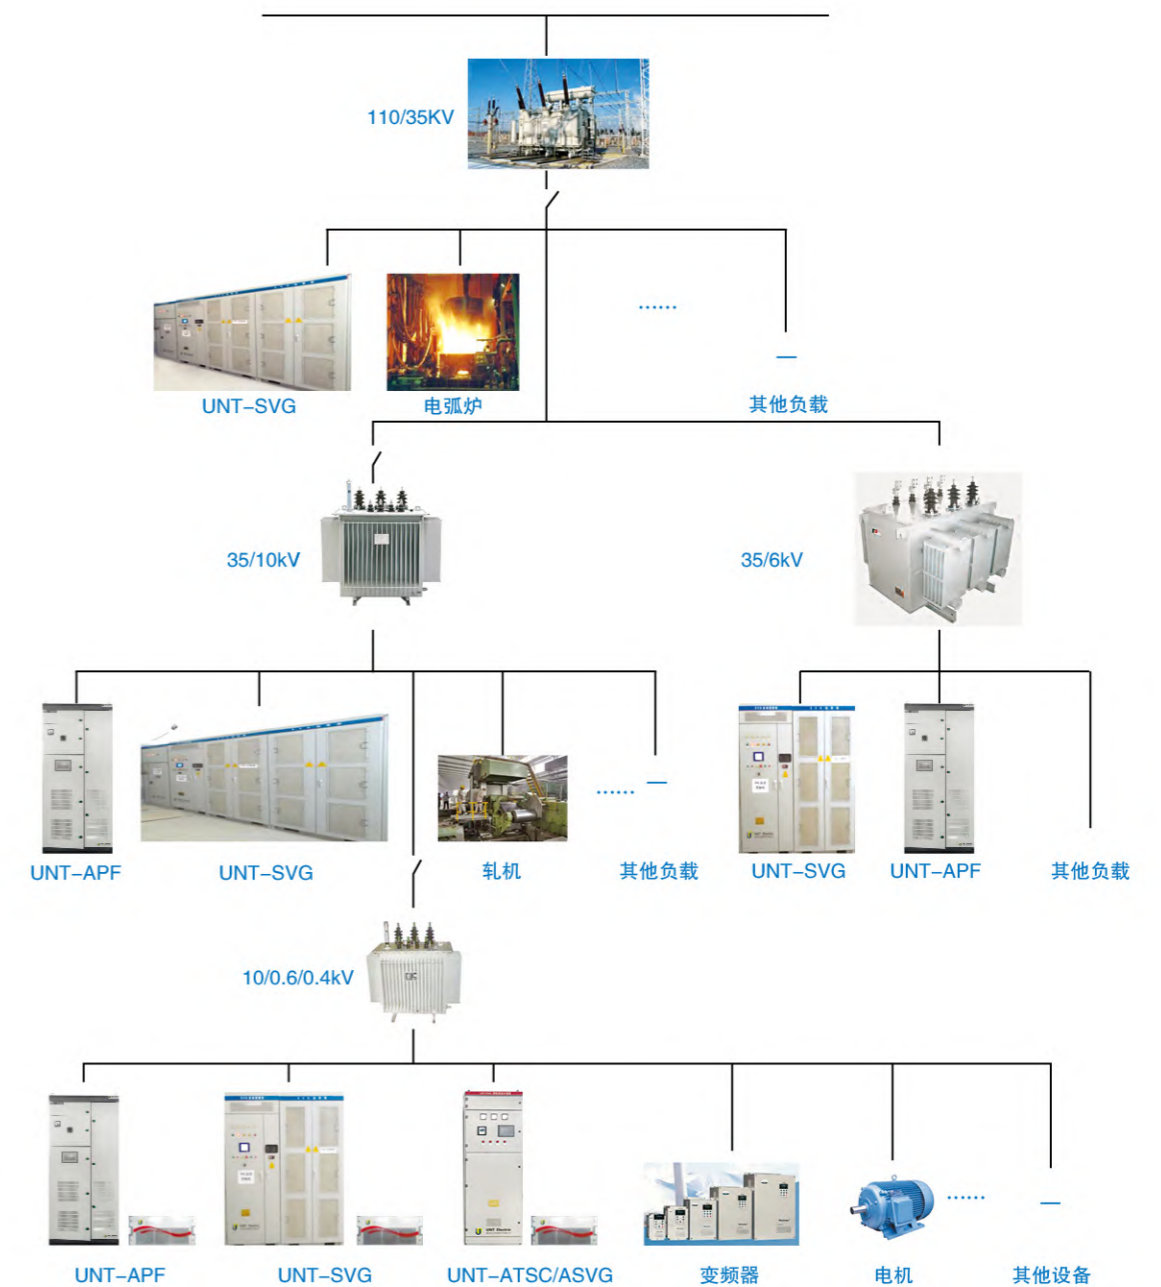 110/35KV
......
UNT-SVG
电弧炉
其他负载
35/10kV
35/6kV
......
UNT-APF
UNT-SVG
轧机
其他负载
UNT-SVG
UNT-APF
其他负载
10/0.6/0.4kV
......
UNT-APF
UNT-SVG
UNT-ATSC/ASVG
变频器
电机
其他设备